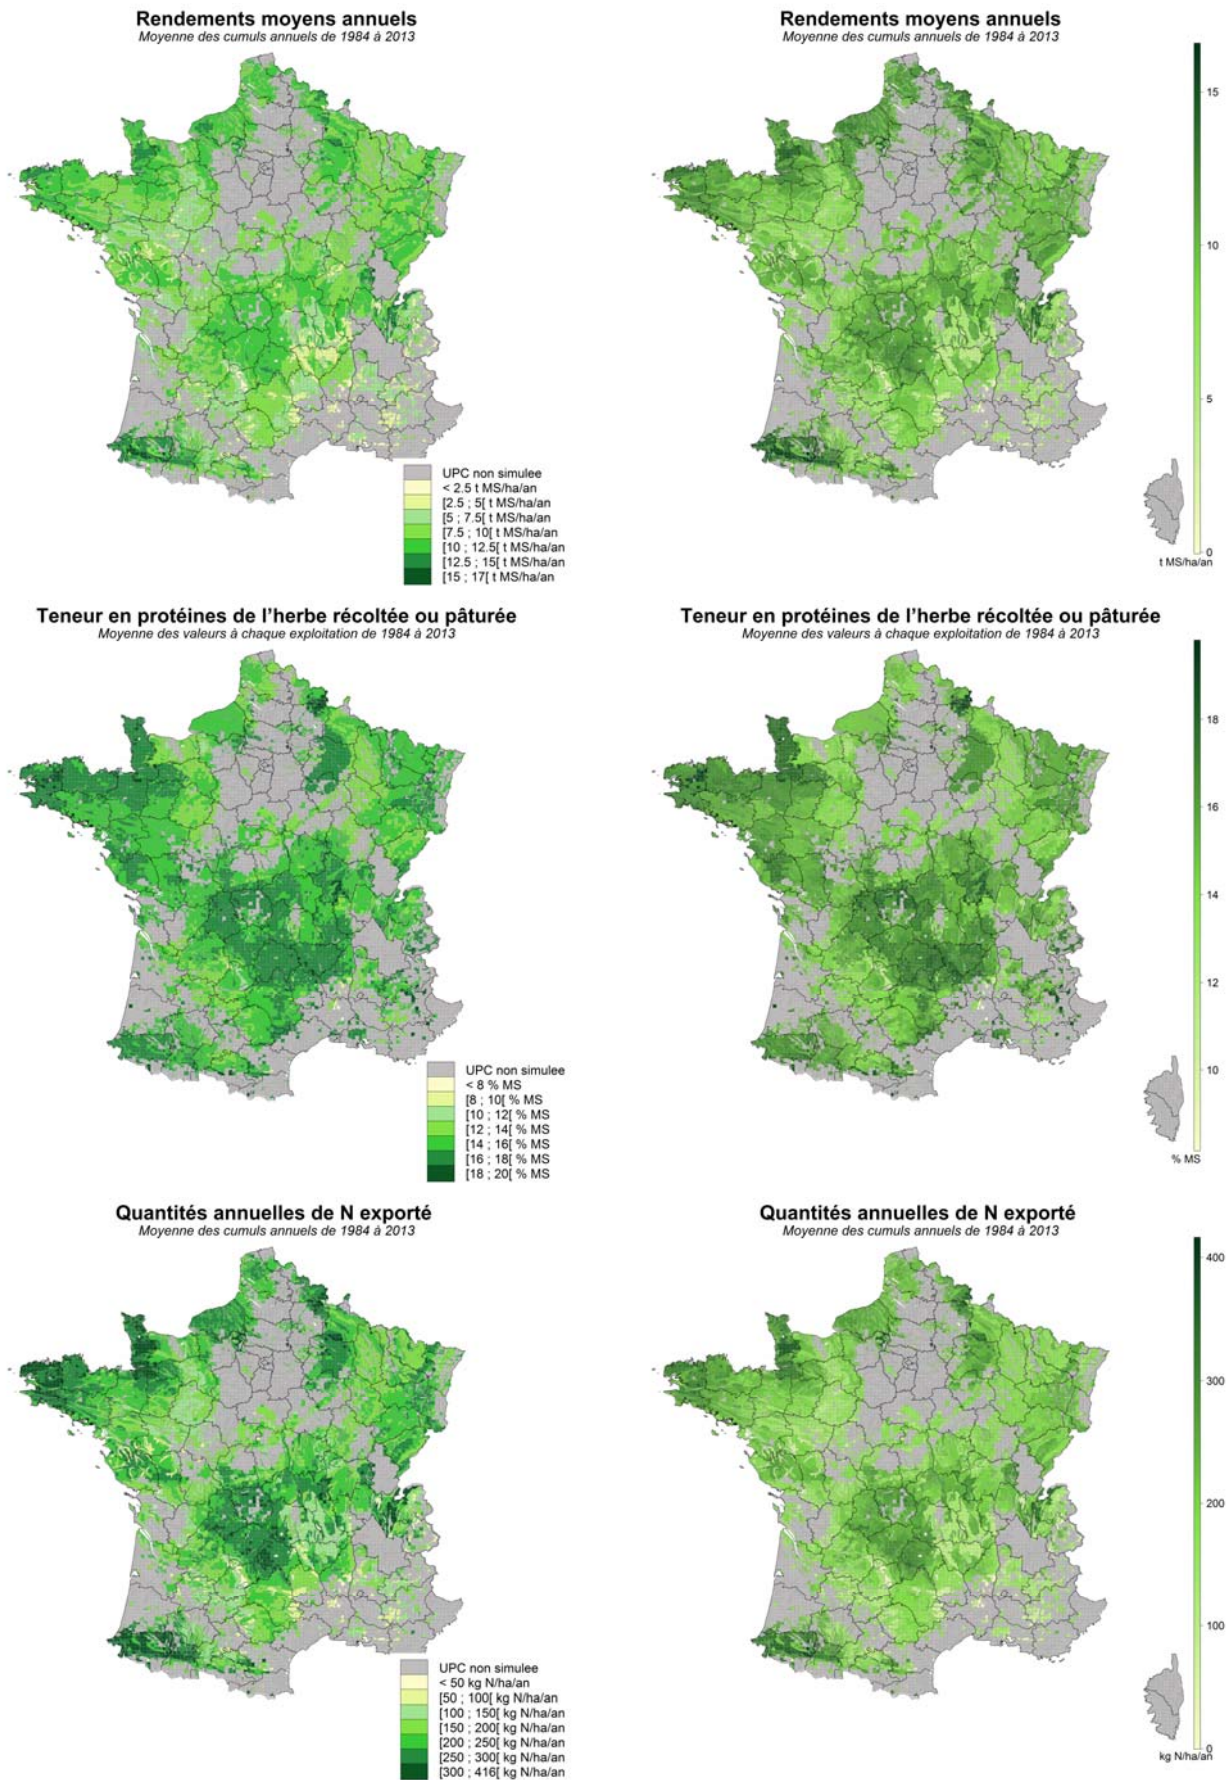 Rendements moyens annuels
Moyenne des cumuls annuels de 1984 à 2013
UPC non simulee
< 2.5 t MS/ha/an
[2.5 ; 5[ t MS/ha/an
[5 ; 7.5[ t MS/ha/an
[7.5 ; 10[ t MS/ha/an
[10 ; 12.5[ t MS/ha/an
[12.5 ; 15[ t MS/ha/an
[15 ; 17[ t MS/ha/an
Rendements moyens annuels
Moyenne des cumuls annuels de 1984 à 2013
15
10
5
0
t MS/ha/an
Teneur en protéines de l'herbe récoltée ou pâturée
Moyenne des valeurs à chaque exploitation de 1984 à 2013
UPC non simulee
< 8 % MS
[8 ; 10[ % MS
[10 ; 12[ % MS
[12 ; 14[ % MS
[14 ; 16[ % MS
[16 ; 18[ % MS
[18 ; 20[ % MS
Teneur en protéines de l'herbe récoltée ou pâturée
Moyenne des valeurs à chaque exploitation de 1984 à 2013
18
16
14
12
10
% MS
Quantités annuelles de N exporté
Moyenne des cumuls annuels de 1984 à 2013
UPC non simulee
< 50 kg N/ha/an
[50 ; 100[ kg N/ha/an
[100 ; 150[ kg N/ha/an
[150 ; 200[ kg N/ha/an
[200 ; 250[ kg N/ha/an
[250 ; 300[ kg N/ha/an
[300 ; 416[ kg N/ha/an
Quantités annuelles de N exporté
Moyenne des cumuls annuels de 1984 à 2013
400
300
200
100
0
kg N/ha/an